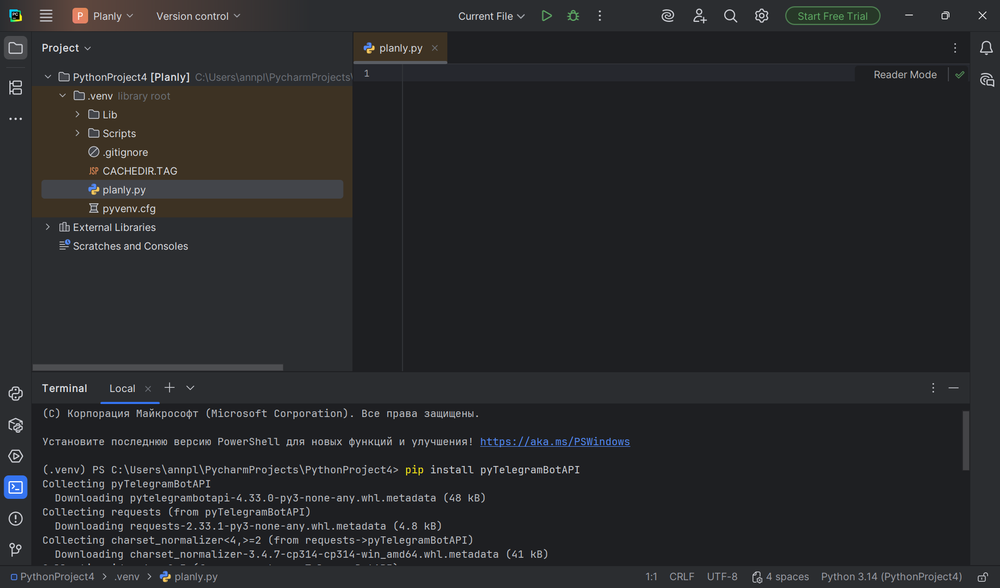 PC
P Planly Version control Current File Start Free Trial
Project
planly.py
PythonProject4 [Planly] C:\Users\annpl\PycharmProjects\
1
Reader Mode
.venv library root
Lib
Scripts
.gitignore
JSP CACHEDIR.TAG
planly.py
pyvenv.cfg
External Libraries
Scratches and Consoles
Terminal Local
(C) Корпорация Майкрософт (Microsoft Corporation). Все права защищены.
Установите последнюю версию PowerShell для новых функций и улучшения! https://aka.ms/PSWindows
(.venv) PS C:\Users\annpl\PycharmProjects\PythonProject4> pip install pyTelegramBotAPI
Collecting pyTelegramBotAPI
Downloading pytelegrambotapi-4.33.0-py3-none-any.whl.metadata (48 kB)
Collecting requests (from pyTelegramBotAPI)
Downloading requests-2.33.1-py3-none-any.whl.metadata (4.8 kB)
Collecting charset_normalizer<4,>=2 (from requests->pyTelegramBotAPI)
Downloading charset_normalizer-3.4.7-cp314-cp314-win_amd64.whl.metadata (41 kB)
PythonProject4 > .venv > planly.py 1:1 CRLF UTF-8 4 spaces Python 3.14 (PythonProject4)